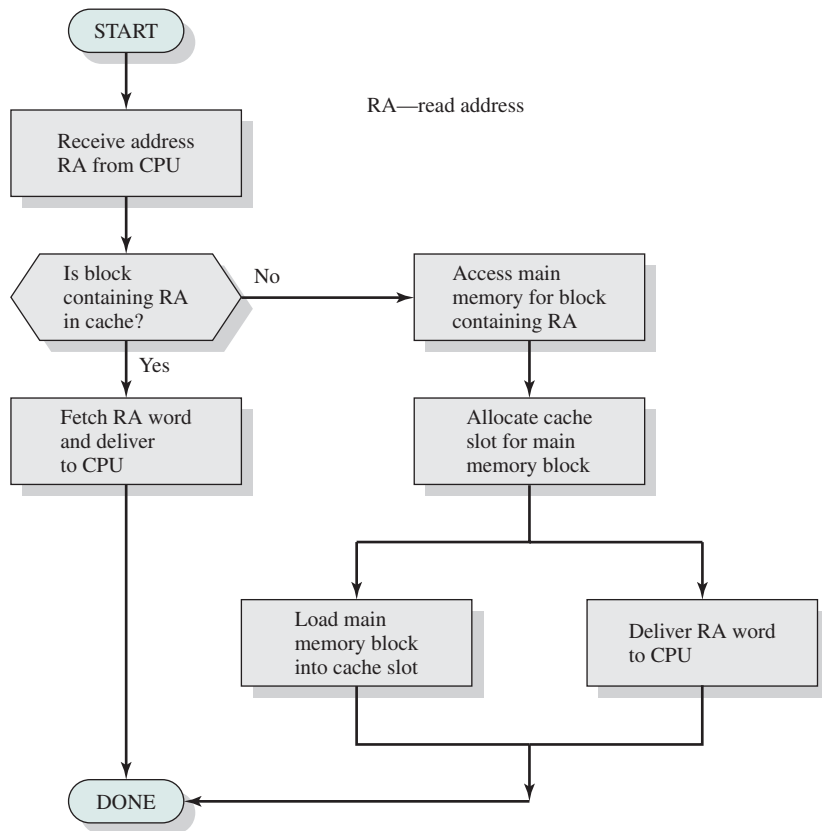 START
RA—read address
Receive address
RA from CPU
Is block
containing RA
in cache?
No
Access main
memory for block
containing RA
Yes
Fetch RA word
and deliver
to CPU
Allocate cache
slot for main
memory block
Load main
memory block
into cache slot
Deliver RA word
to CPU
DONE